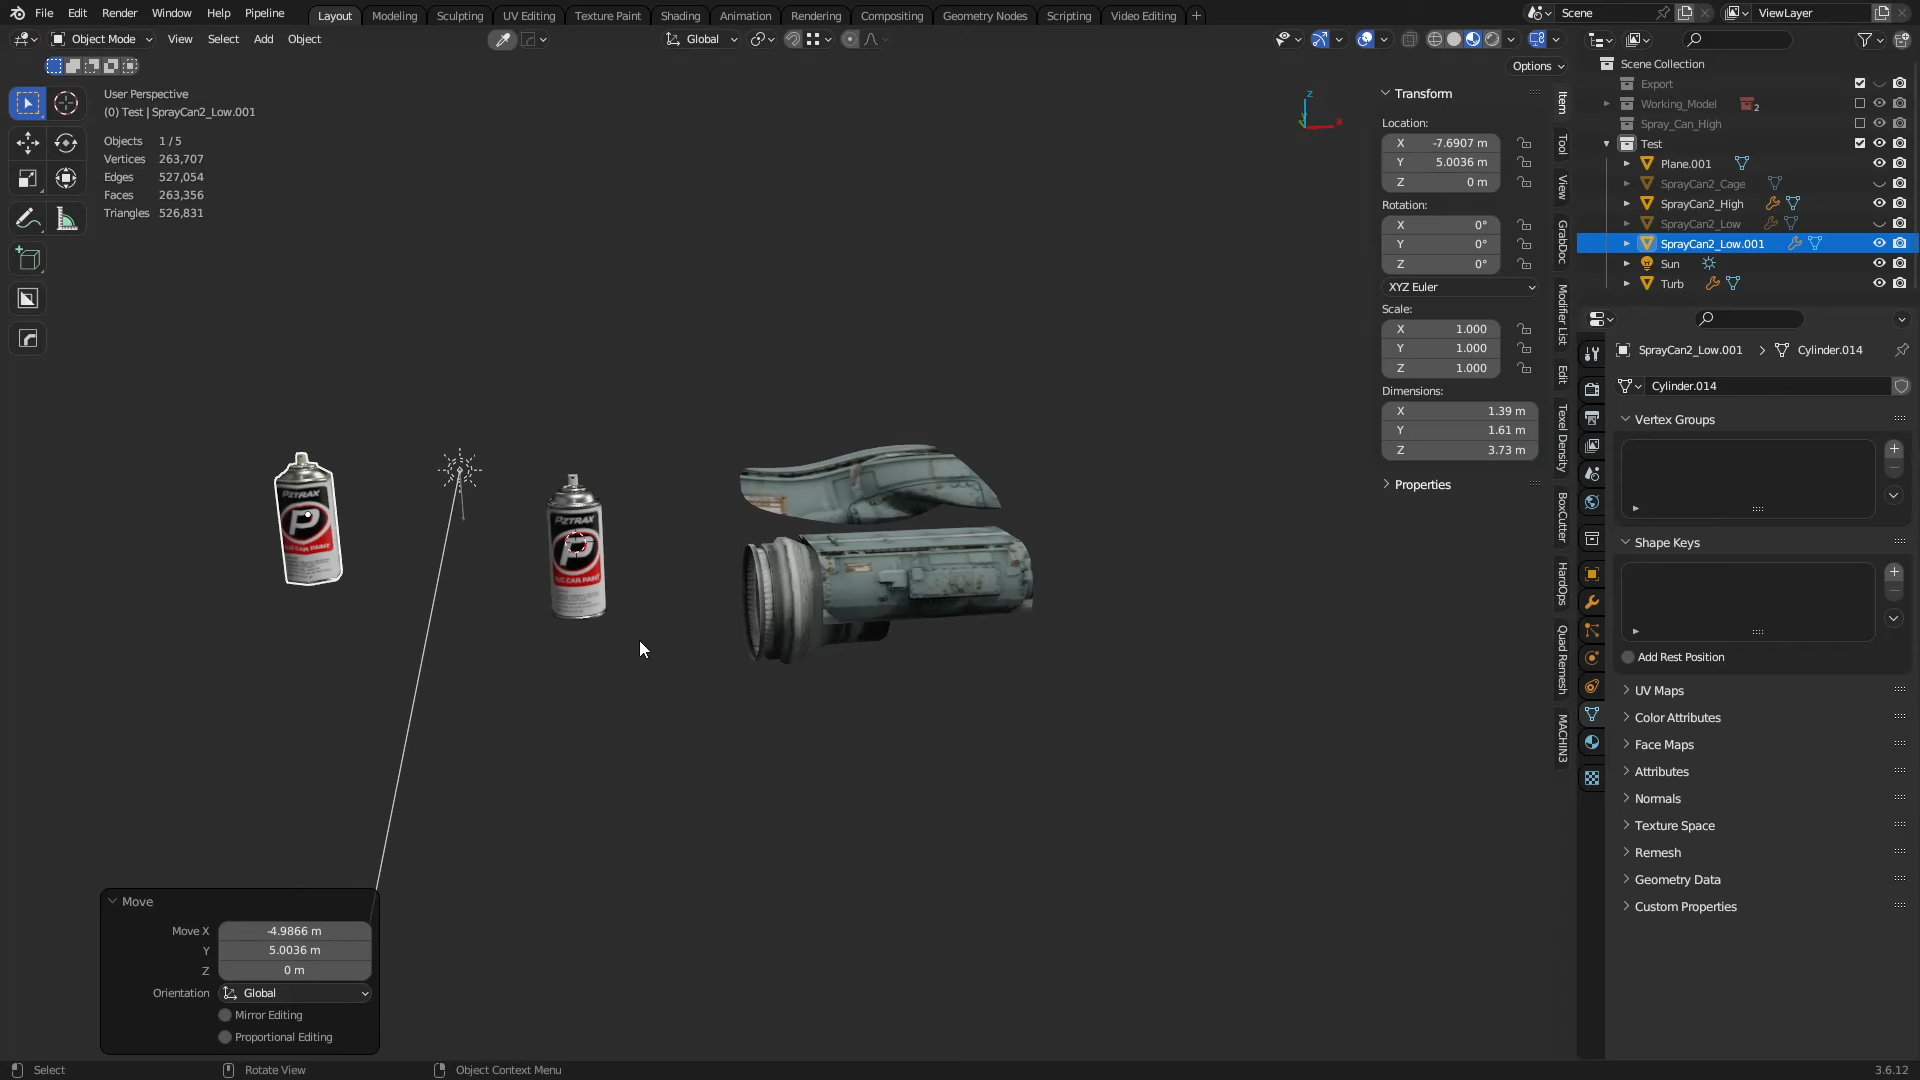 File Edit Render Window Help Pipeline Layout Modeling Sculpting UV Editing Texture Paint Shading Animation Rendering Compositing Geometry Nodes Scripting Video Editing Scene ViewLayer
Object Mode View Select Add Object Global
Options
User Perspective
(0) Test | SprayCan2_Low.001
Objects 1 / 5
Vertices 263,707
Edges 527,054
Faces 263,356
Triangles 526,831
Transform
Location:
X -7.6907 m
Y 5.0036 m
Z 0 m
Rotation:
X 0°
Y 0°
Z 0°
XYZ Euler
Scale:
X 1.000
Y 1.000
Z 1.000
Dimensions:
X 1.39 m
Y 1.61 m
Z 3.73 m
Properties
Item
Tool
View
GrabDoc
Modifier List
Edit
Texel Density
BoxCutter
HardOps
Quad Remesh
MACHIN3
Z
X
Y
Scene Collection
Export
Working_Model 2
Spray_Can_High
Test
Plane.001
SprayCan2_Cage
SprayCan2_High
SprayCan2_Low
SprayCan2_Low.001
Sun
Turb
SprayCan2_Low.001 Cylinder.014
Cylinder.014
Vertex Groups
Shape Keys
Add Rest Position
UV Maps
Color Attributes
Face Maps
Attributes
Normals
Texture Space
Remesh
Geometry Data
Custom Properties
PZTRAX
P
PZTRAX
P
CAR PAINT
Move
Move X -4.9866 m
Y 5.0036 m
Z 0 m
Orientation Global
Mirror Editing
Proportional Editing
Select Rotate View Object Context Menu 3.6.12